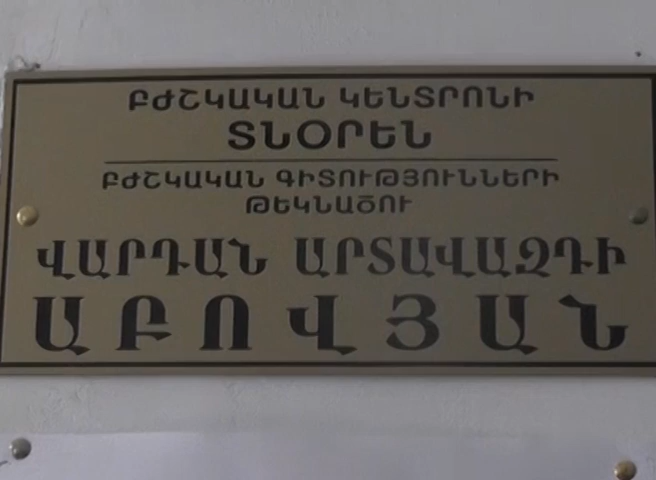 ԲԺՇԿԱԿԱՆ ԿԵՆՏՐՈՆԻ
ՏՆՕՐԵՆ
ԲԺՇԿԱԿԱՆ ԳԻՏՈՒԹՅՈՒՆՆԵՐԻ
ԹԵԿՆԱԾՈՒ
ՎԱՐԴԱՆ ԱՐՏԱՎԱԶԴԻ
ԱԲՈՎՅԱՆ